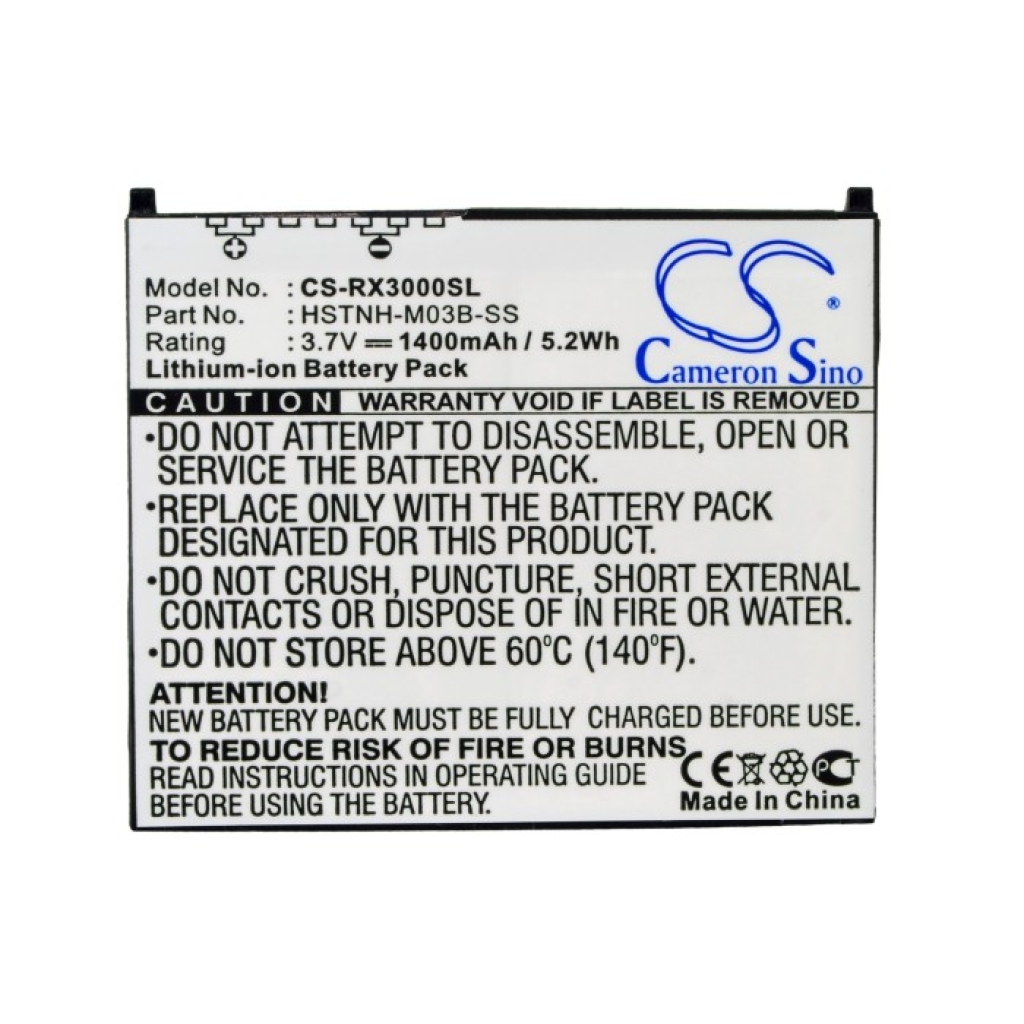 CS
®
Cameron Sino
Model No. : CS-RX3000SL
Part No. : HSTNH-M03B-SS
Rating : 3.7V ⎓ 1400mAh / 5.2Wh
Lithium-ion Battery Pack
CAUTION WARRANTY VOID IF LABEL IS REMOVED
•DO NOT ATTEMPT TO DISASSEMBLE, OPEN OR
SERVICE THE BATTERY PACK.
•REPLACE ONLY WITH THE BATTERY PACK
DESIGNATED FOR THIS PRODUCT.
•DO NOT CRUSH, PUNCTURE, SHORT EXTERNAL
CONTACTS OR DISPOSE OF IN FIRE OR WATER.
•DO NOT STORE ABOVE 60°C (140°F).
ATTENTION!
NEW BATTERY PACK MUST BE FULLY CHARGED BEFORE USE.
TO REDUCE RISK OF FIRE OR BURNS,
READ INSTRUCTIONS IN OPERATING GUIDE
BEFORE USING THE BATTERY.
CE PCT
Made In China